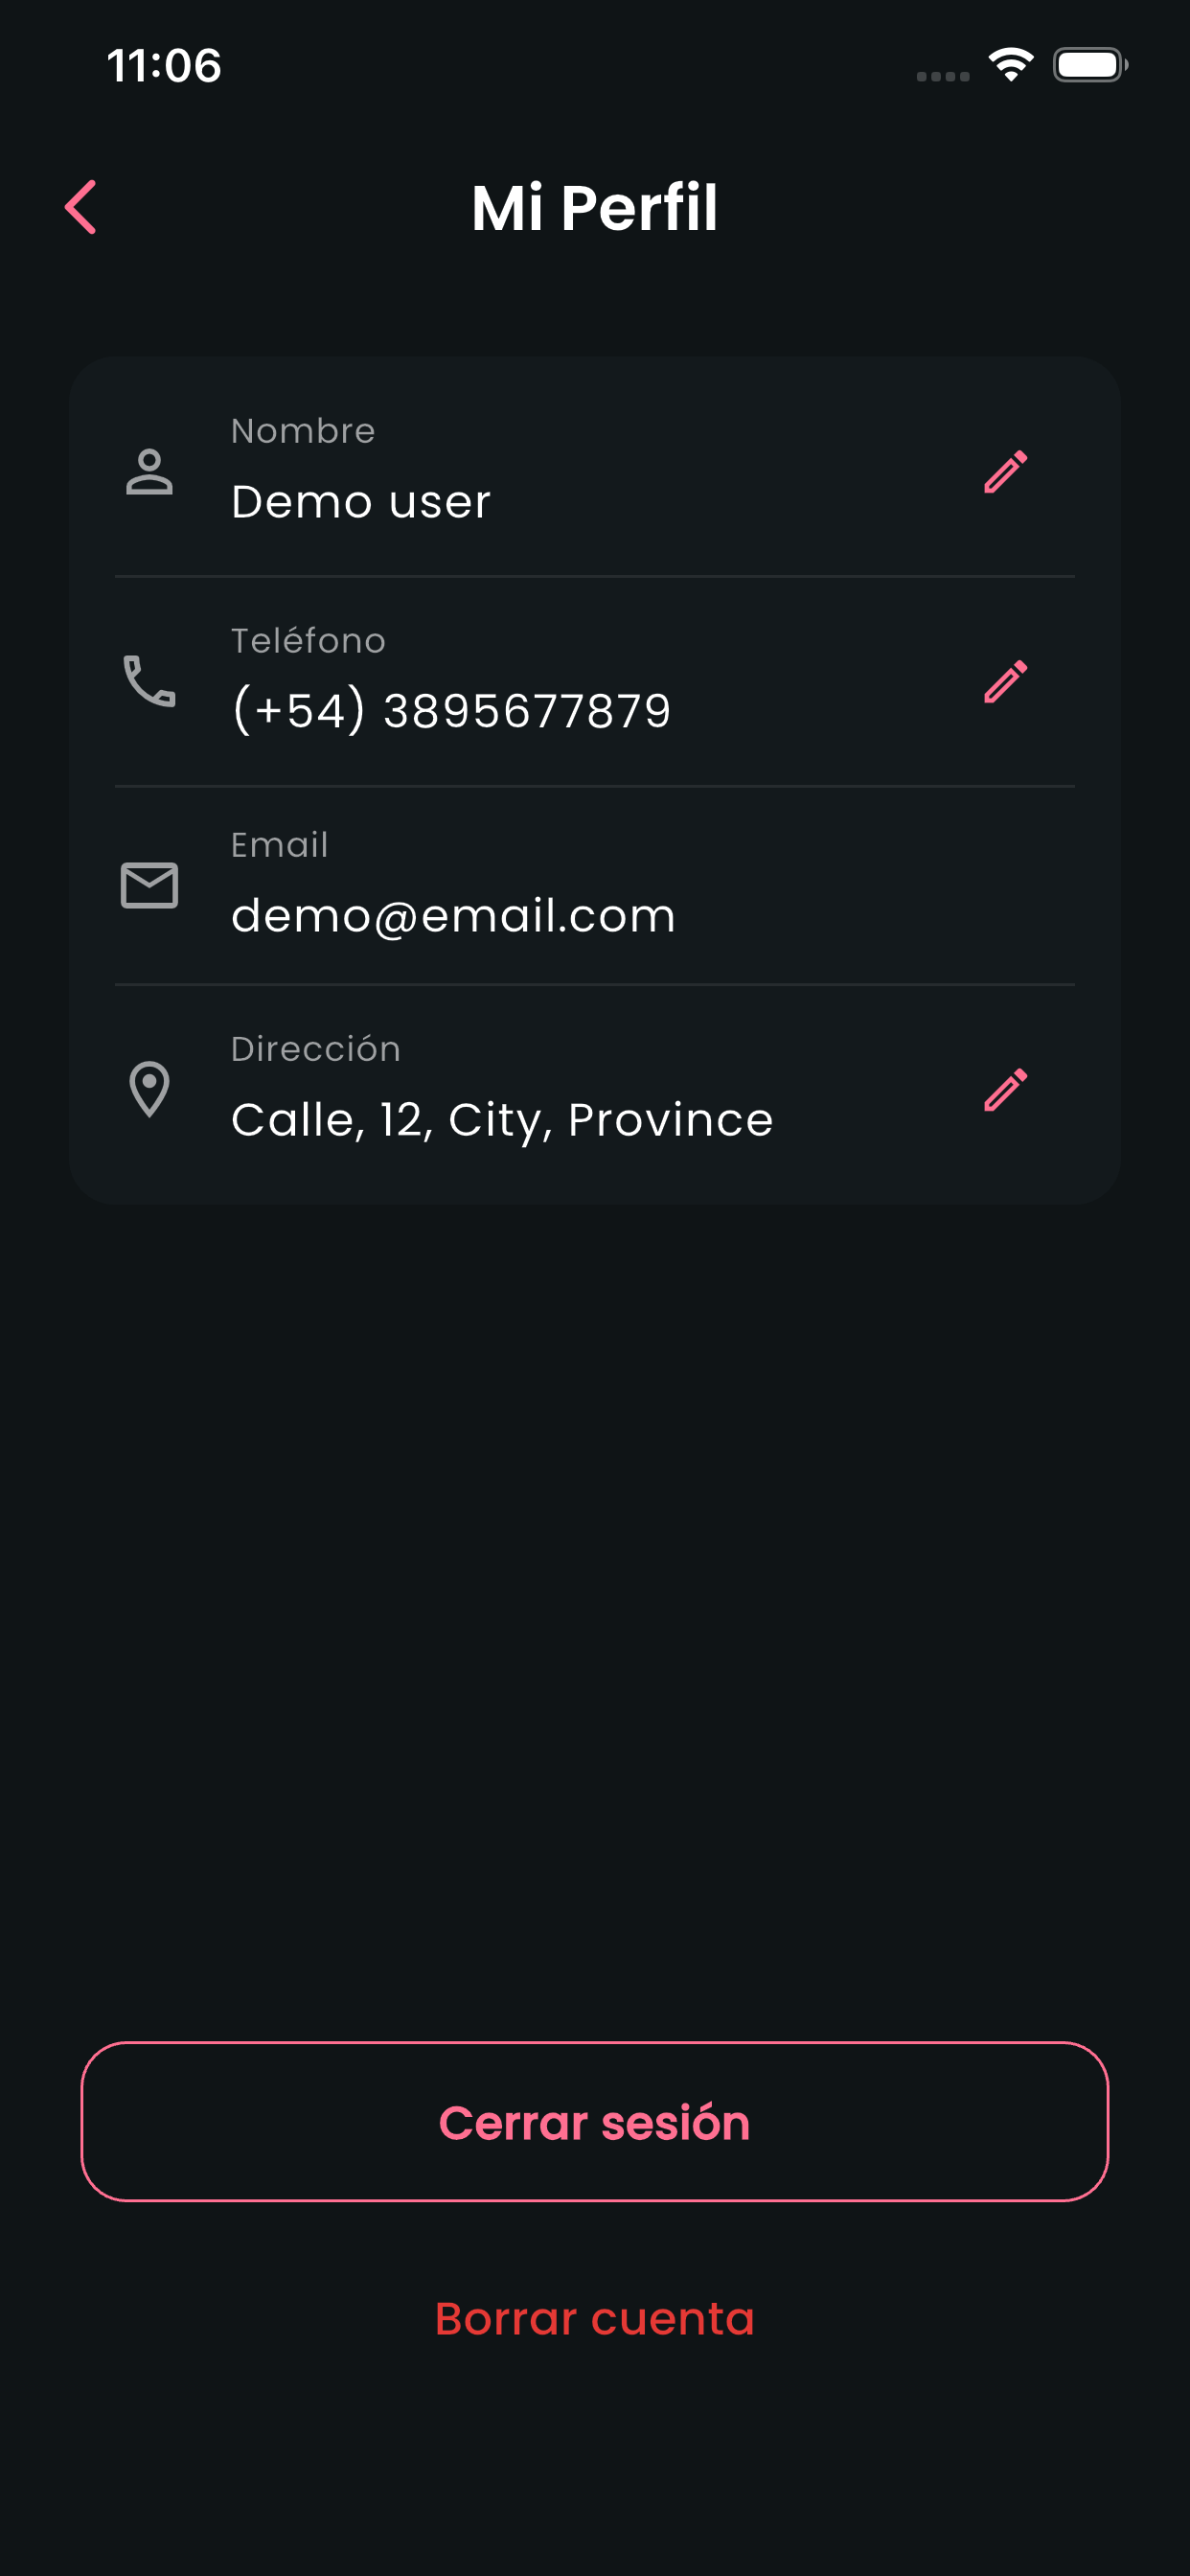 11:06
Mi Perfil
Nombre
Demo user
Teléfono
(+54) 3895677879
Email
demo@email.com
Dirección
Calle, 12, City, Province
Cerrar sesión
Borrar cuenta